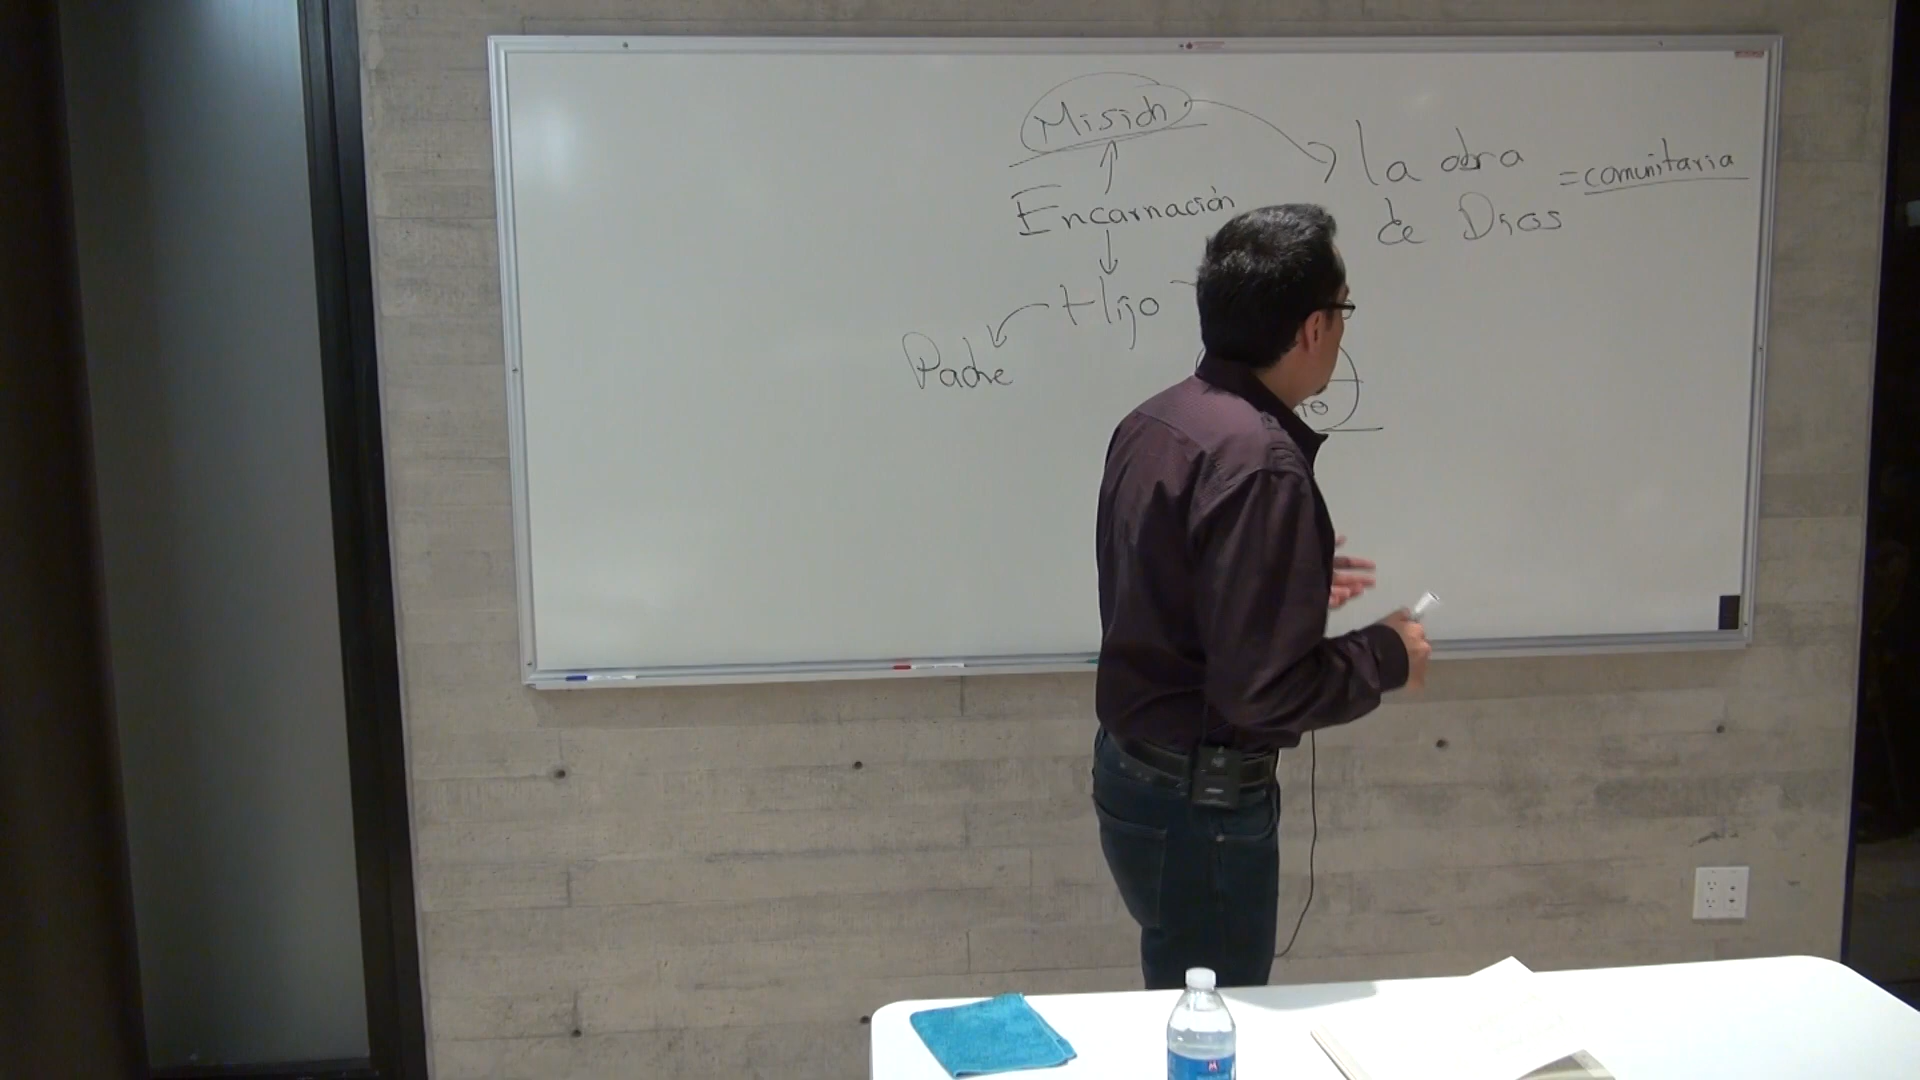 Misión
la obra
= comunitaria
de Dios
Encarnación
Hijo
Padre